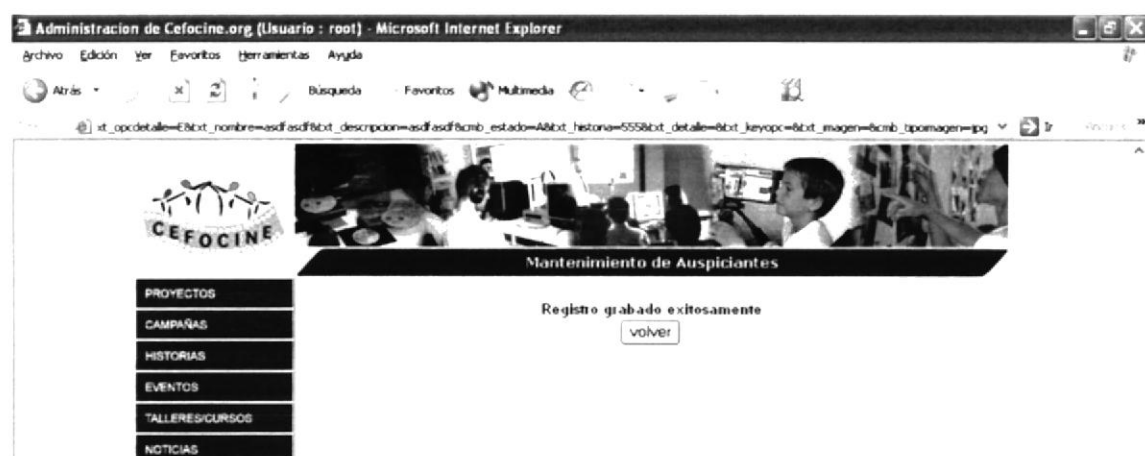 Administracion de Cefocine.org (Usuario : root) - Microsoft Internet Explorer
Archivo Edición Ver Favoritos Herramientas Ayuda
Atrás Búsqueda Favoritos Multimedia
xt_opcdetalle=E&txt_nombre=asdfasdf&txt_descripcion=asdfasdf&cmb_estado=A&txt_historia=555&txt_detalle=&txt_keyopc=&txt_imagen=&cmb_tipoimagen=jpg Ir
CEFOCINE
Mantenimiento de Auspiciantes
PROYECTOS
Registro grabado exitosamente
CAMPAÑAS
volver
HISTORIAS
EVENTOS
TALLERES/CURSOS
NOTICIAS